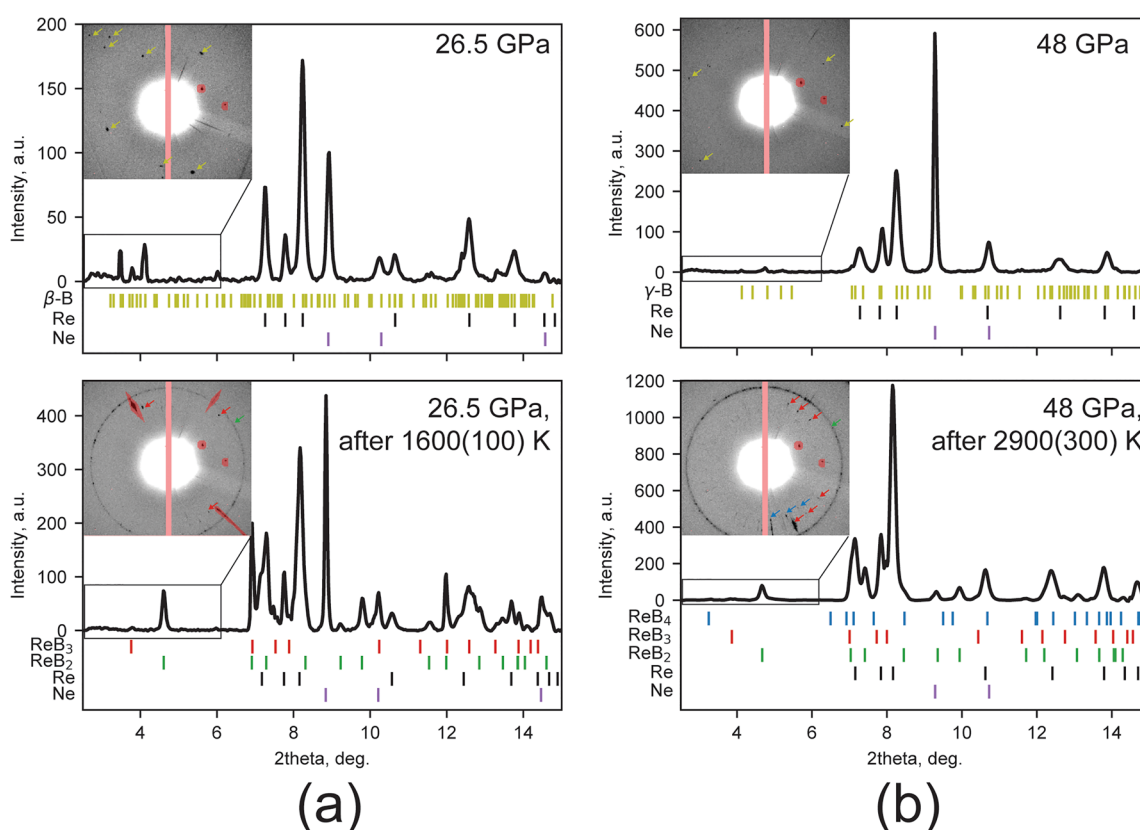 26.5 GPa
Intensity, a.u.
200
150
100
50
0
β-B
Re
Ne
48 GPa
Intensity, a.u.
600
500
400
300
200
100
0
γ-B
Re
Ne
26.5 GPa,
after 1600(100) K
Intensity, a.u.
400
300
200
100
0
ReB3
ReB2
Re
Ne
4 6 8 10 12 14
2theta, deg.
(a)
48 GPa,
after 2900(300) K
Intensity, a.u.
1200
1000
800
600
400
200
0
ReB4
ReB3
ReB2
Re
Ne
4 6 8 10 12 14
2theta, deg.
(b)